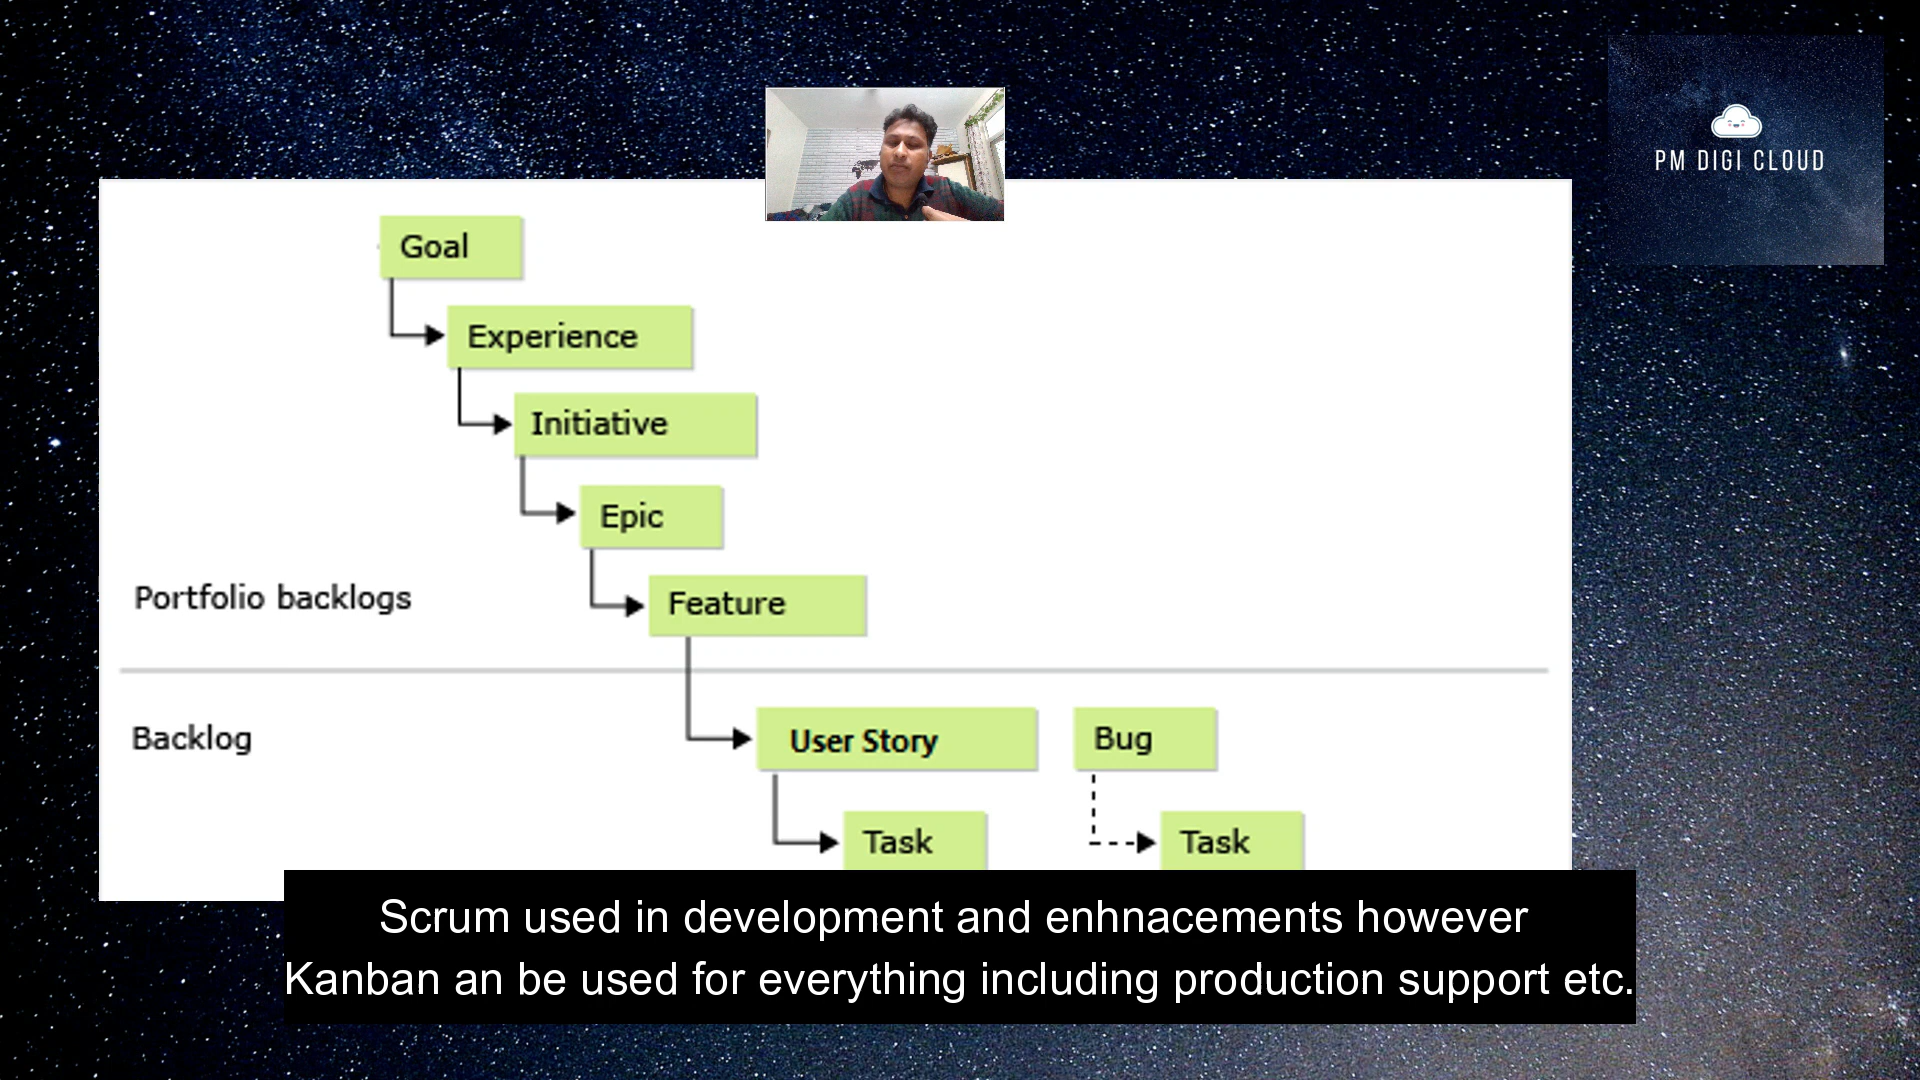 PM DIGI CLOUD
Goal
Experience
Initiative
Epic
Portfolio backlogs
Feature
Backlog
User Story
Bug
Task
Task
Scrum used in development and enhnacements however
Kanban an be used for everything including production support etc.